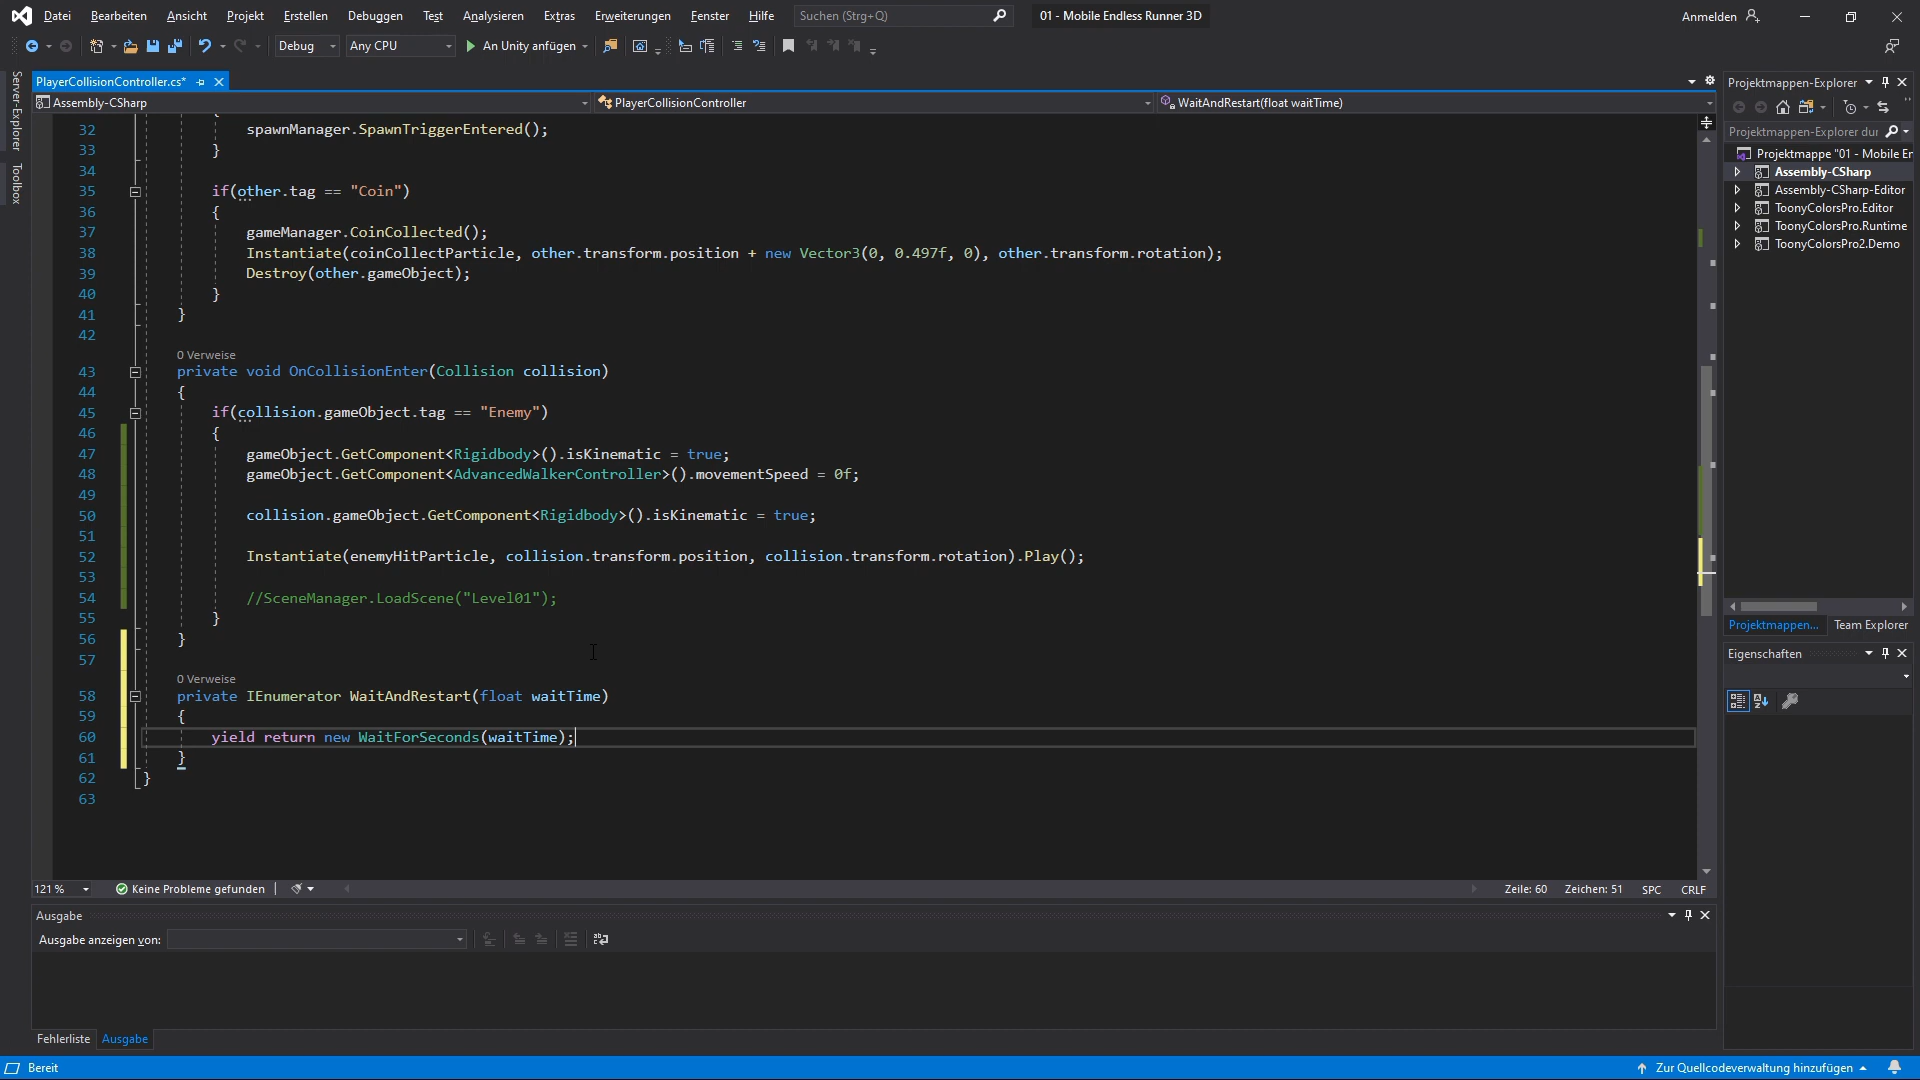 Datei Bearbeiten Ansicht Projekt Erstellen Debuggen Test Analysieren Extras Erweiterungen Fenster Hilfe Suchen (Strg+Q) 01 - Mobile Endless Runner 3D Anmelden
Debug Any CPU An Unity anfügen
Server-Explorer
Toolbox
PlayerCollisionController.cs*
Assembly-CSharp PlayerCollisionController WaitAndRestart(float waitTime)
{
32 spawnManager.SpawnTriggerEntered();
33 }
34
35 if(other.tag == "Coin")
36 {
37 gameManager.CoinCollected();
38 Instantiate(coinCollectParticle, other.transform.position + new Vector3(0, 0.497f, 0), other.transform.rotation);
39 Destroy(other.gameObject);
40 }
41 }
42
0 Verweise
43 private void OnCollisionEnter(Collision collision)
44 {
45 if(collision.gameObject.tag == "Enemy")
46 {
47 gameObject.GetComponent<Rigidbody>().isKinematic = true;
48 gameObject.GetComponent<AdvancedWalkerController>().movementSpeed = 0f;
49
50 collision.gameObject.GetComponent<Rigidbody>().isKinematic = true;
51
52 Instantiate(enemyHitParticle, collision.transform.position, collision.transform.rotation).Play();
53
54 //SceneManager.LoadScene("Level01");
55 }
56 }
57
0 Verweise
58 private IEnumerator WaitAndRestart(float waitTime)
59 {
60 yield return new WaitForSeconds(waitTime);
61 }
62 }
63
121 % Keine Probleme gefunden Zeile: 60 Zeichen: 51 SPC CRLF
Ausgabe
Ausgabe anzeigen von:
Fehlerliste Ausgabe
Bereit Zur Quellcodeverwaltung hinzufügen
Projektmappen-Explorer
Projektmappen-Explorer dur
Projektmappe "01 - Mobile En
Assembly-CSharp
Assembly-CSharp-Editor
ToonyColorsPro.Editor
ToonyColorsPro.Runtime
ToonyColorsPro2.Demo
Projektmappen... Team Explorer
Eigenschaften